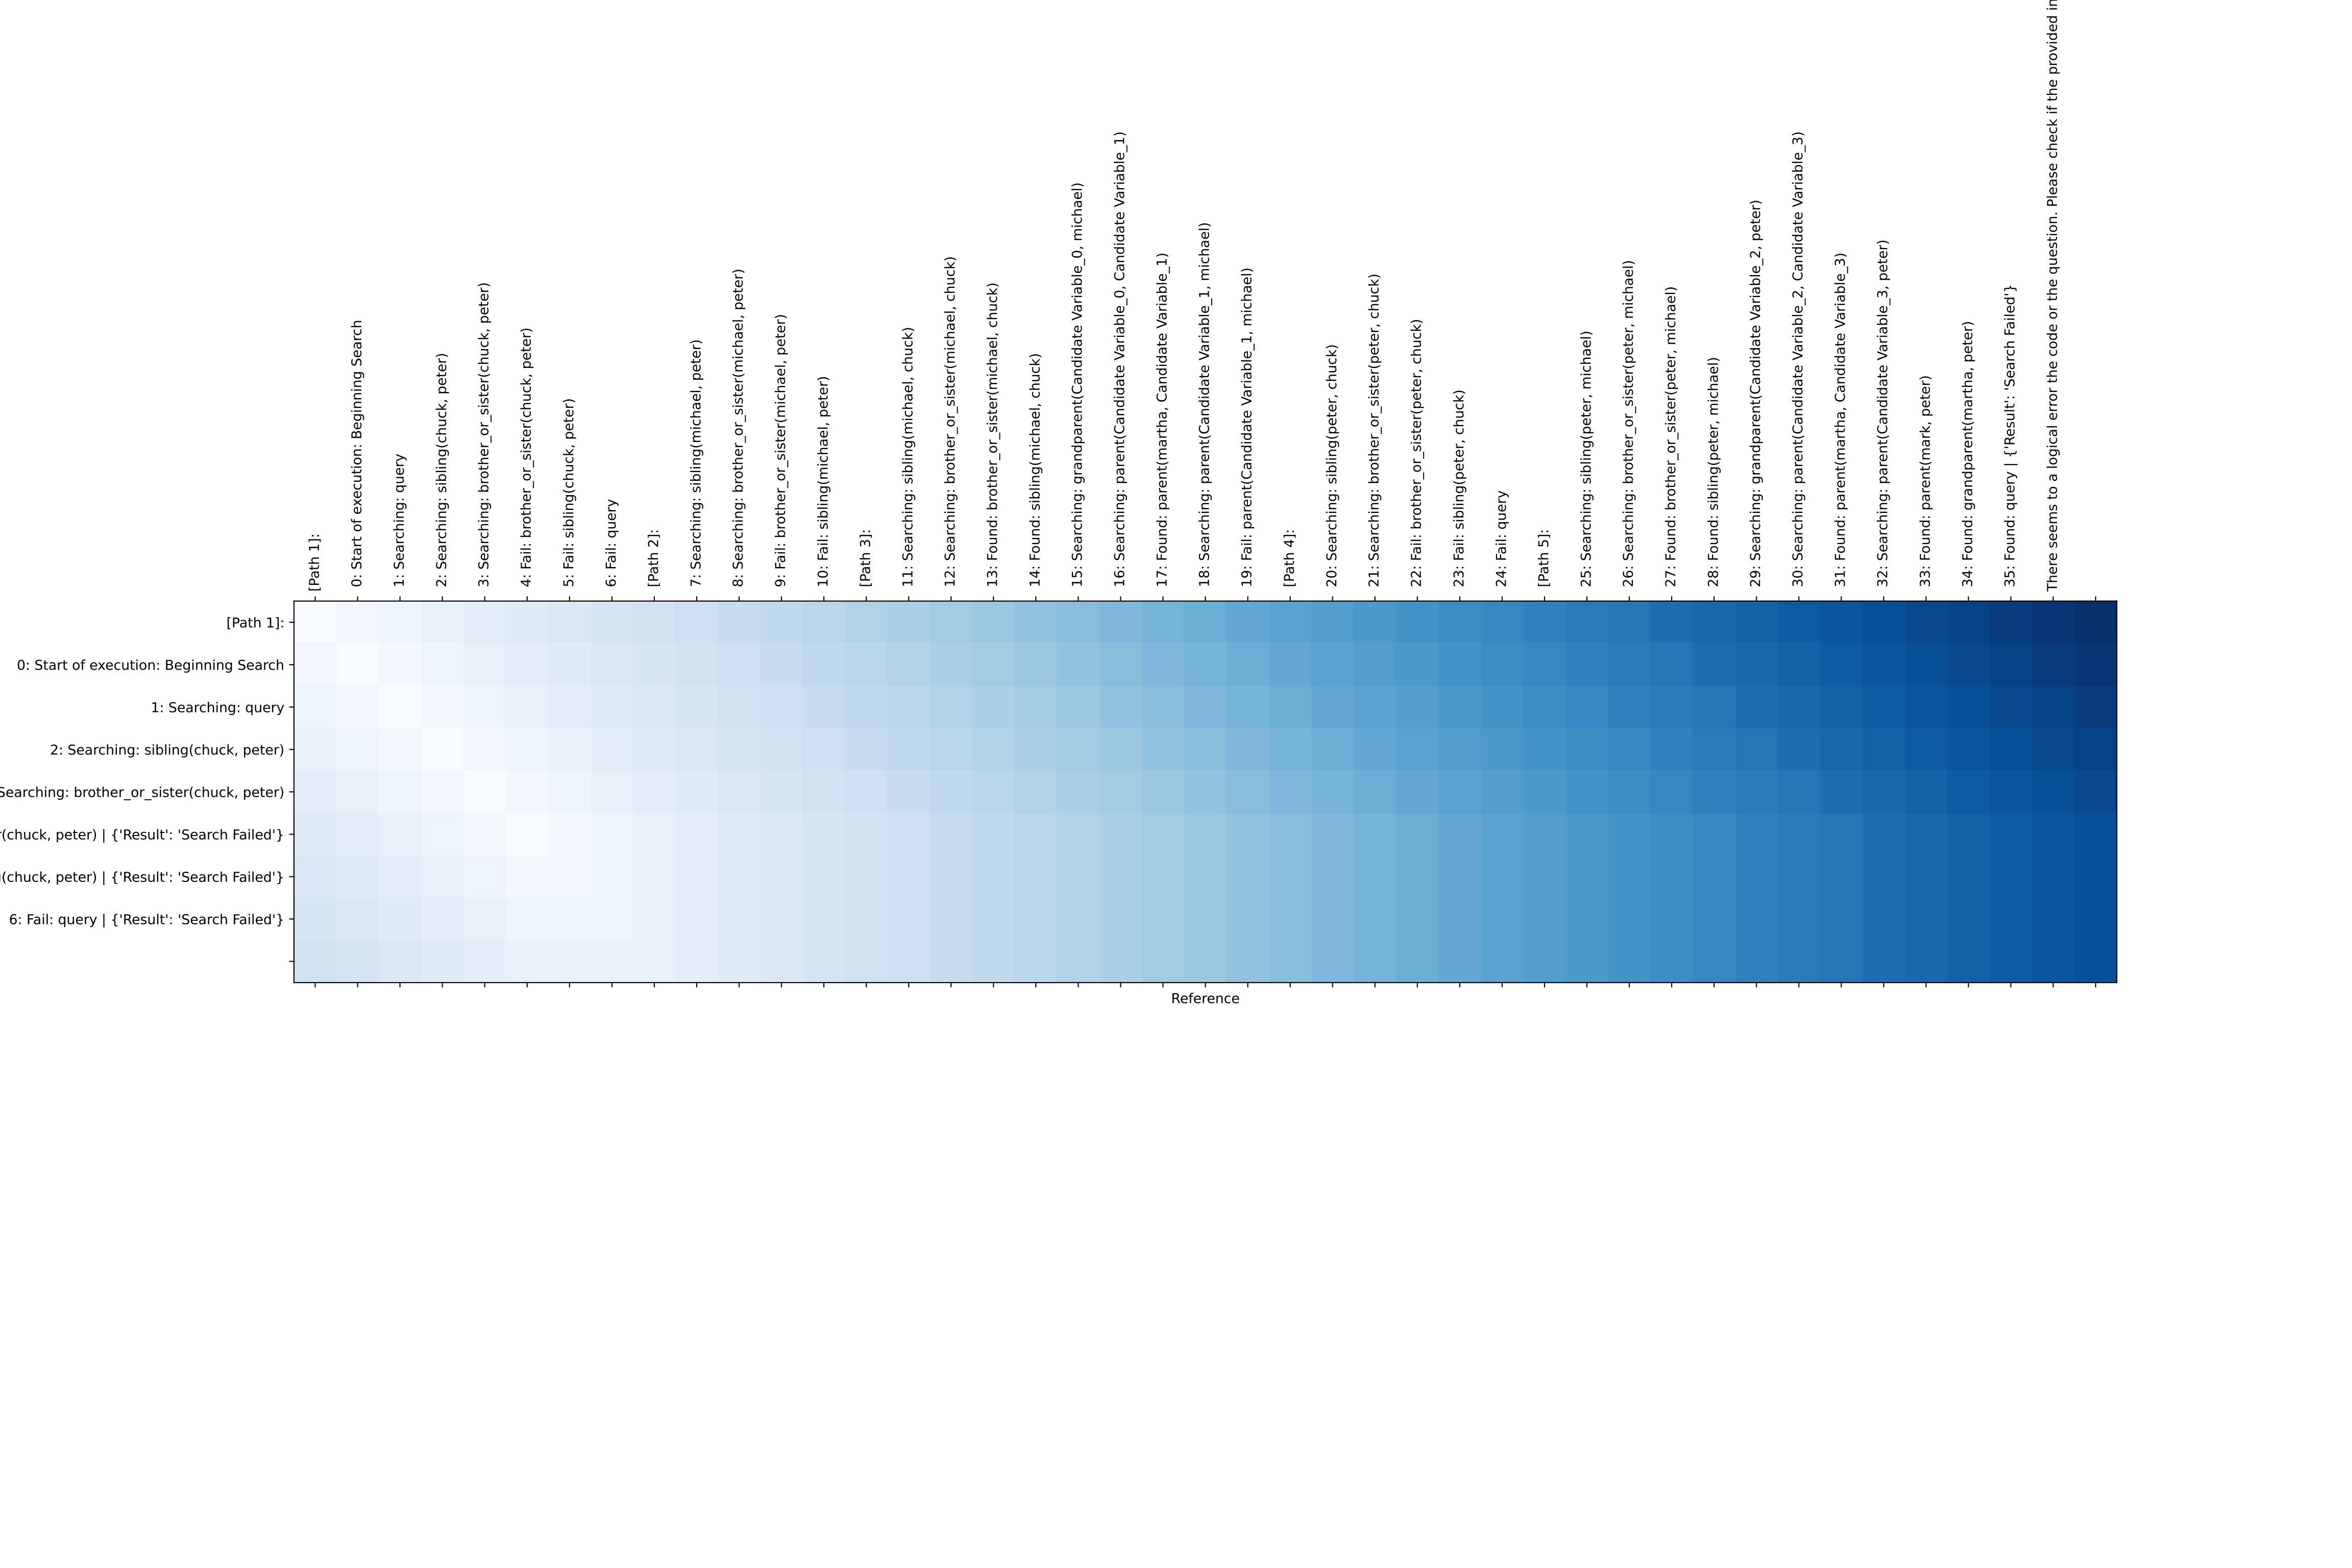 [Path 1]:
0: Start of execution: Beginning Search
1: Searching: query
2: Searching: sibling(chuck, peter)
3: Searching: brother_or_sister(chuck, peter)
4: Fail: brother_or_sister(chuck, peter)
5: Fail: sibling(chuck, peter)
6: Fail: query
[Path 2]:
7: Searching: sibling(michael, peter)
8: Searching: brother_or_sister(michael, peter)
9: Fail: brother_or_sister(michael, peter)
10: Fail: sibling(michael, peter)
[Path 3]:
11: Searching: sibling(michael, chuck)
12: Searching: brother_or_sister(michael, chuck)
13: Found: brother_or_sister(michael, chuck)
14: Found: sibling(michael, chuck)
15: Searching: grandparent(Candidate Variable_0, michael)
16: Searching: parent(Candidate Variable_0, Candidate Variable_1)
17: Found: parent(martha, Candidate Variable_1)
18: Searching: parent(Candidate Variable_1, michael)
19: Fail: parent(Candidate Variable_1, michael)
[Path 4]:
20: Searching: sibling(peter, chuck)
21: Searching: brother_or_sister(peter, chuck)
22: Fail: brother_or_sister(peter, chuck)
23: Fail: sibling(peter, chuck)
24: Fail: query
[Path 5]:
25: Searching: sibling(peter, michael)
26: Searching: brother_or_sister(peter, michael)
27: Found: brother_or_sister(peter, michael)
28: Found: sibling(peter, michael)
29: Searching: grandparent(Candidate Variable_2, peter)
30: Searching: parent(Candidate Variable_2, Candidate Variable_3)
31: Found: parent(martha, Candidate Variable_3)
32: Searching: parent(Candidate Variable_3, peter)
33: Found: parent(mark, peter)
34: Found: grandparent(martha, peter)
35: Found: query | {'Result': 'Search Failed'}
There seems to a logical error the code or the question. Please check if the provided in
[Path 1]:
0: Start of execution: Beginning Search
1: Searching: query
2: Searching: sibling(chuck, peter)
Searching: brother_or_sister(chuck, peter)
(chuck, peter) | {'Result': 'Search Failed'}
(chuck, peter) | {'Result': 'Search Failed'}
6: Fail: query | {'Result': 'Search Failed'}
Reference